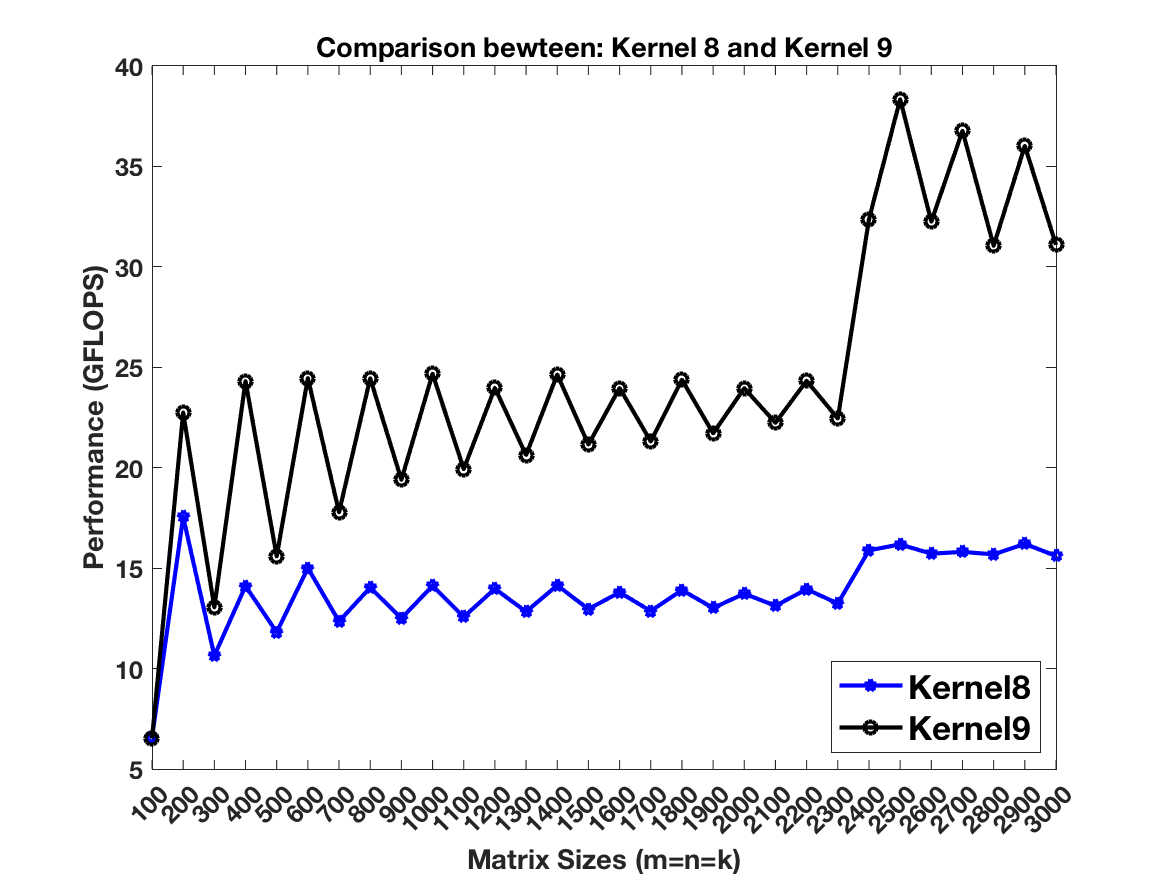 Comparison bewteen: Kernel 8 and Kernel 9
Performance (GFLOPS)
40
35
30
25
20
15
10
5
Kernel8
Kernel9
100 200 300 400 500 600 700 800 900 1000 1100 1200 1300 1400 1500 1600 1700 1800 1900 2000 2100 2200 2300 2400 2500 2600 2700 2800 2900 3000
Matrix Sizes (m=n=k)